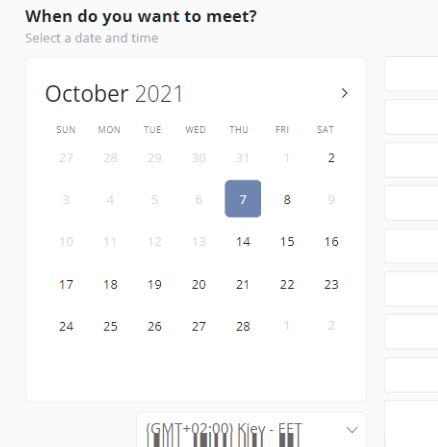 When do you want to meet?
Select a date and time
October 2021
SUN MON TUE WED THU FRI SAT
27 28 29 30 31 1 2
3 4 5 6 7 8 9
10 11 12 13 14 15 16
17 18 19 20 21 22 23
24 25 26 27 28 1 2
(GMT+02:00) Kiev - EET